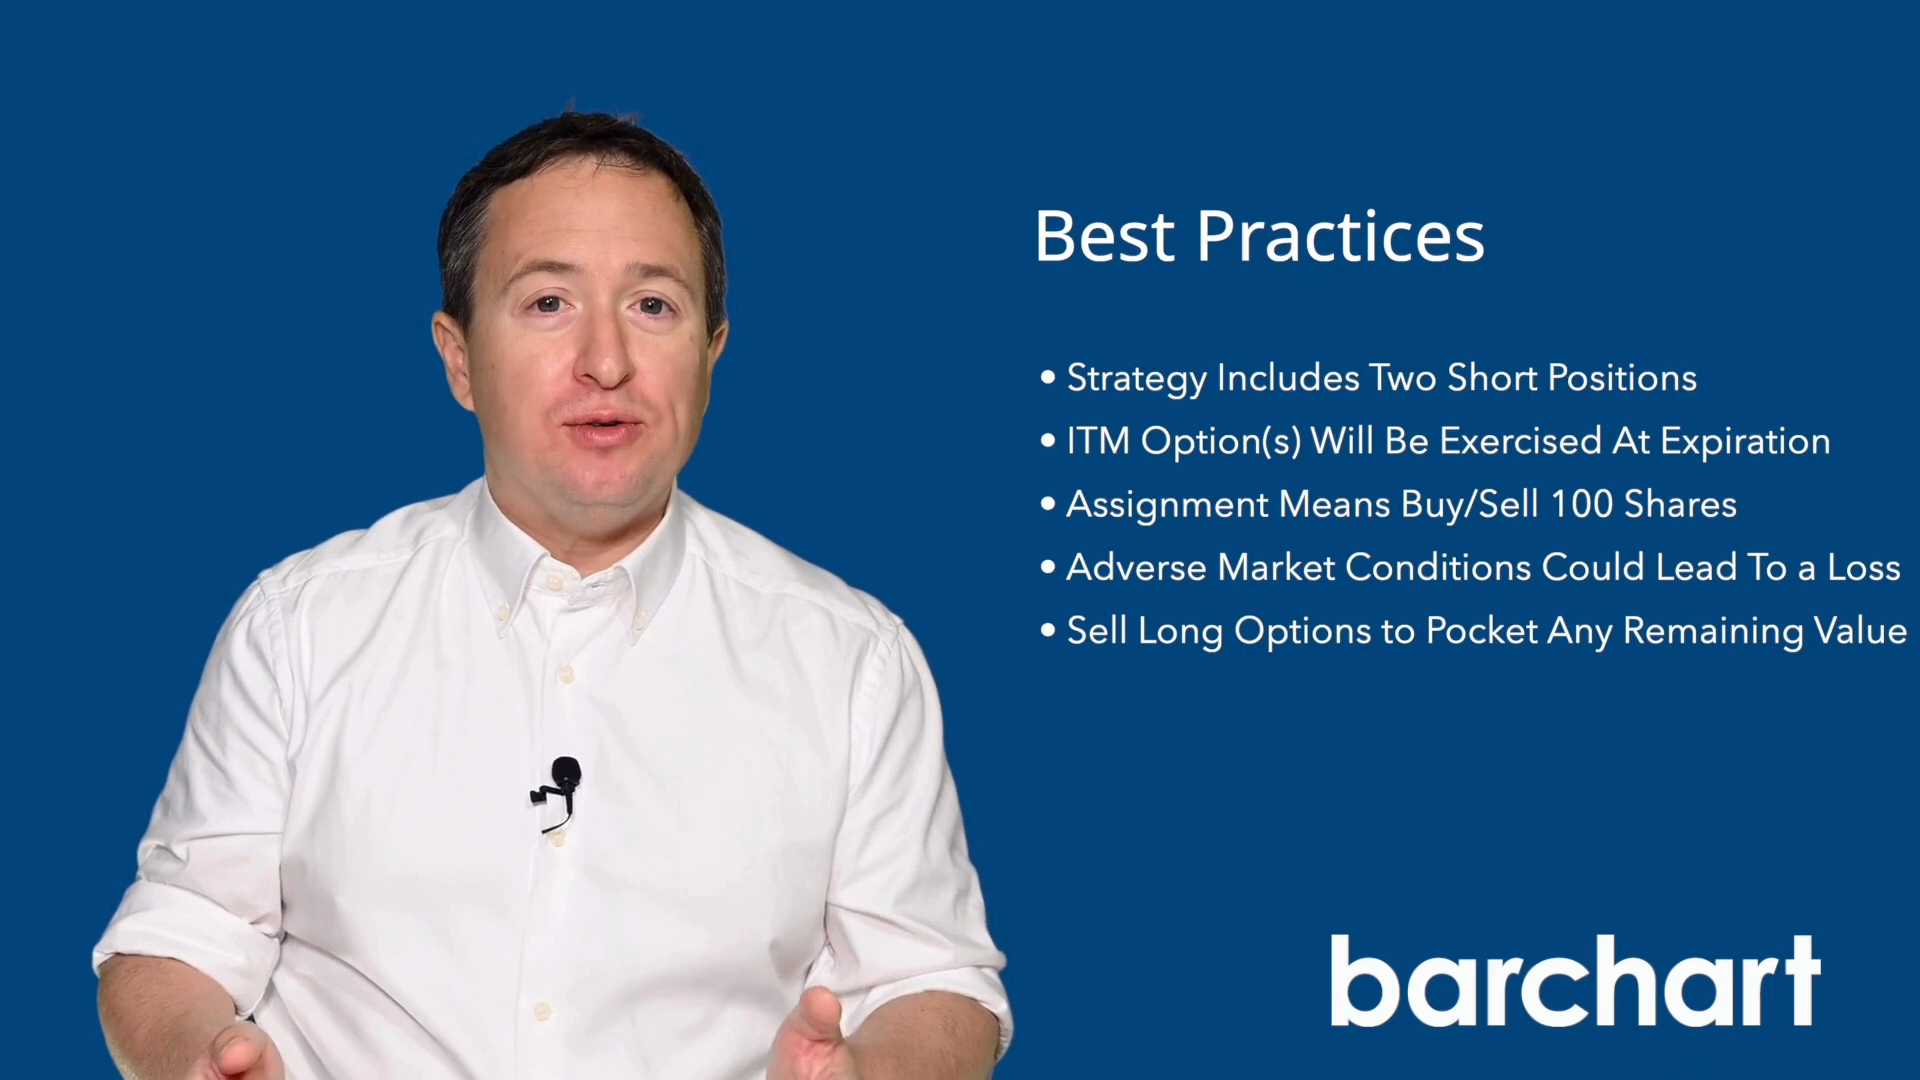 Best Practices
• Strategy Includes Two Short Positions
• ITM Option(s) Will Be Exercised At Expiration
• Assignment Means Buy/Sell 100 Shares
• Adverse Market Conditions Could Lead To a Loss
• Sell Long Options to Pocket Any Remaining Value
barchart